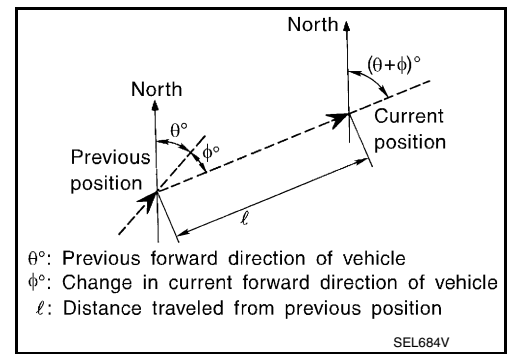 North
(θ+ϕ)°
North
θ°
ϕ°
Current
position
Previous
position
ℓ
θ°: Previous forward direction of vehicle
ϕ°: Change in current forward direction of vehicle
ℓ: Distance traveled from previous position
SEL684V